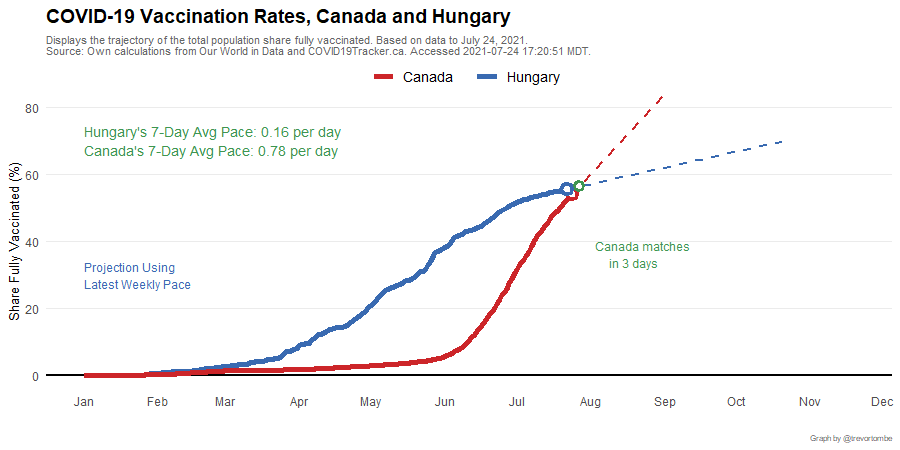 COVID-19 Vaccination Rates, Canada and Hungary
Displays the trajectory of the total population share fully vaccinated. Based on data to July 24, 2021.
Source: Own calculations from Our World in Data and COVID19Tracker.ca. Accessed 2021-07-24 17:20:51 MDT.
Canada Hungary
Share Fully Vaccinated (%)
80
60
40
20
0
Hungary's 7-Day Avg Pace: 0.16 per day
Canada's 7-Day Avg Pace: 0.78 per day
Canada matches
in 3 days
Projection Using
Latest Weekly Pace
Jan Feb Mar Apr May Jun Jul Aug Sep Oct Nov Dec
Graph by @trevortombe